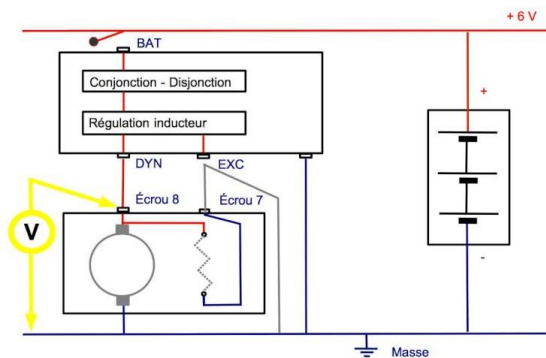 + 6 V
BAT
Conjonction - Disjonction
Régulation inducteur
+
DYN
EXC
Écrou 8
Écrou 7
V
-
Masse